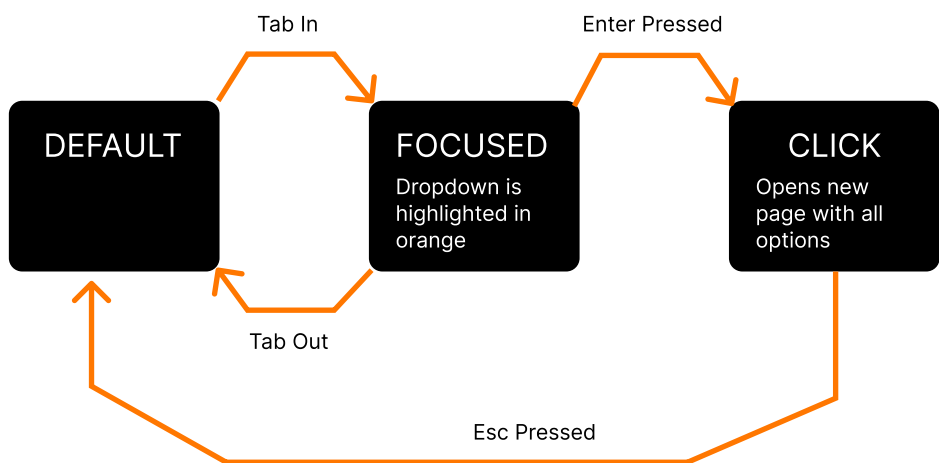 Tab In
Enter Pressed
DEFAULT
FOCUSED
Dropdown is
highlighted in
orange
CLICK
Opens new
page with all
options
Tab Out
Esc Pressed